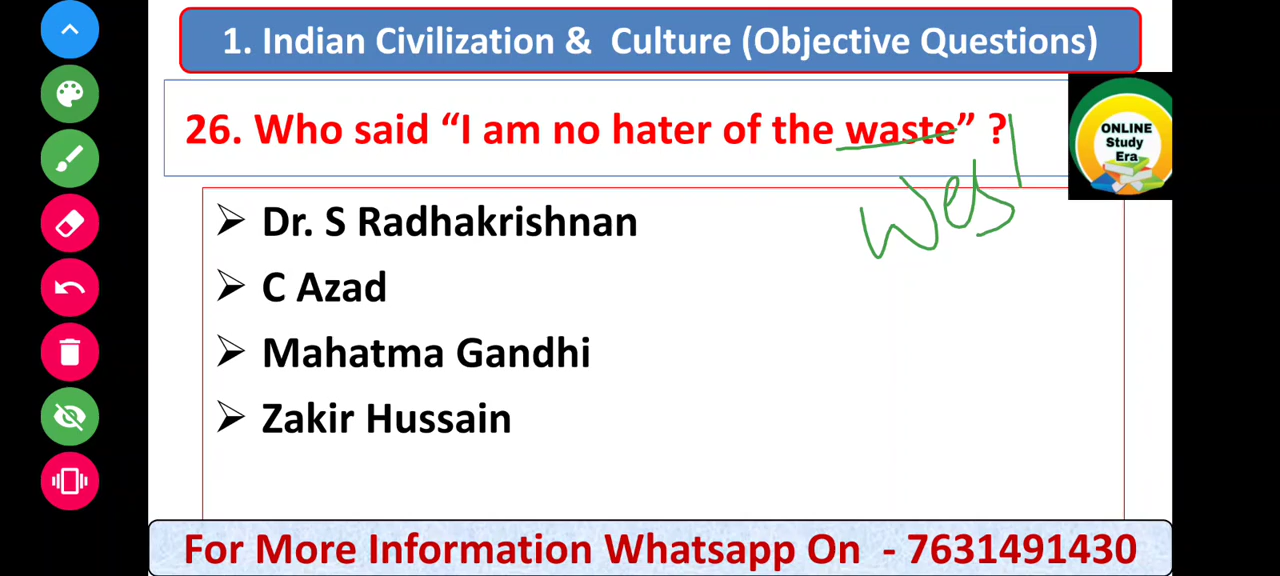 1. Indian Civilization & Culture (Objective Questions)
26. Who said “I am no hater of the waste” ?
West
ONLINE
Study
Era
➢ Dr. S Radhakrishnan
➢ C Azad
➢ Mahatma Gandhi
➢ Zakir Hussain
For More Information Whatsapp On - 7631491430